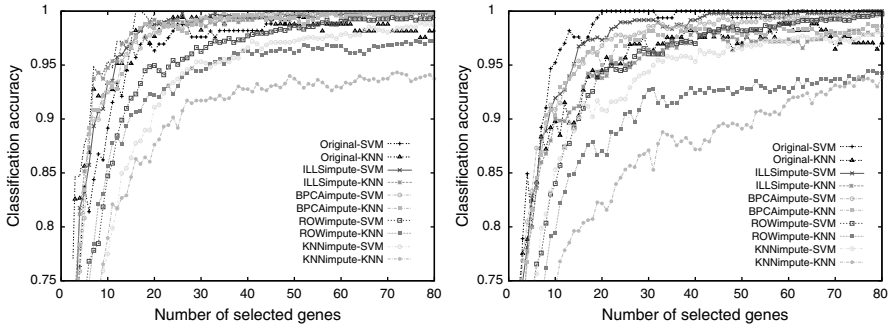 1
0.95
0.9
0.85
0.8
0.75
Classification accuracy
Original-SVM
Original-KNN
ILLSimpute-SVM
ILLSimpute-KNN
BPCAimpute-SVM
BPCAimpute-KNN
ROWimpute-SVM
ROWimpute-KNN
KNNimpute-SVM
KNNimpute-KNN
0 10 20 30 40 50 60 70 80
Number of selected genes
1
0.95
0.9
0.85
0.8
0.75
Classification accuracy
Original-SVM
Original-KNN
ILLSimpute-SVM
ILLSimpute-KNN
BPCAimpute-SVM
BPCAimpute-KNN
ROWimpute-SVM
ROWimpute-KNN
KNNimpute-SVM
KNNimpute-KNN
0 10 20 30 40 50 60 70 80
Number of selected genes